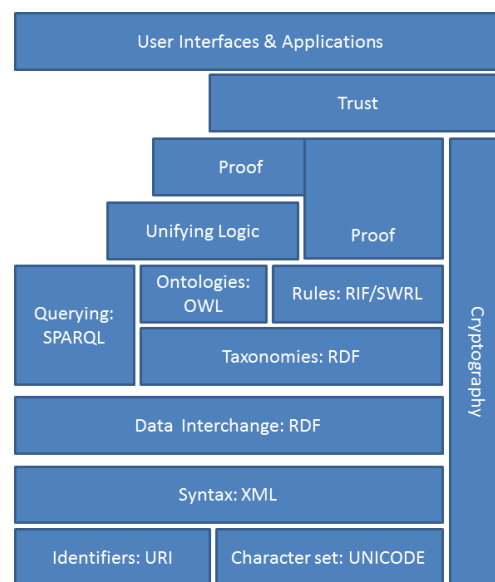 User Interfaces & Applications
Trust
Proof
Unifying Logic
Proof
Ontologies:
OWL
Rules: RIF/SWRL
Querying:
SPARQL
Taxonomies: RDF
Cryptography
Data Interchange: RDF
Syntax: XML
Identifiers: URI
Character set: UNICODE